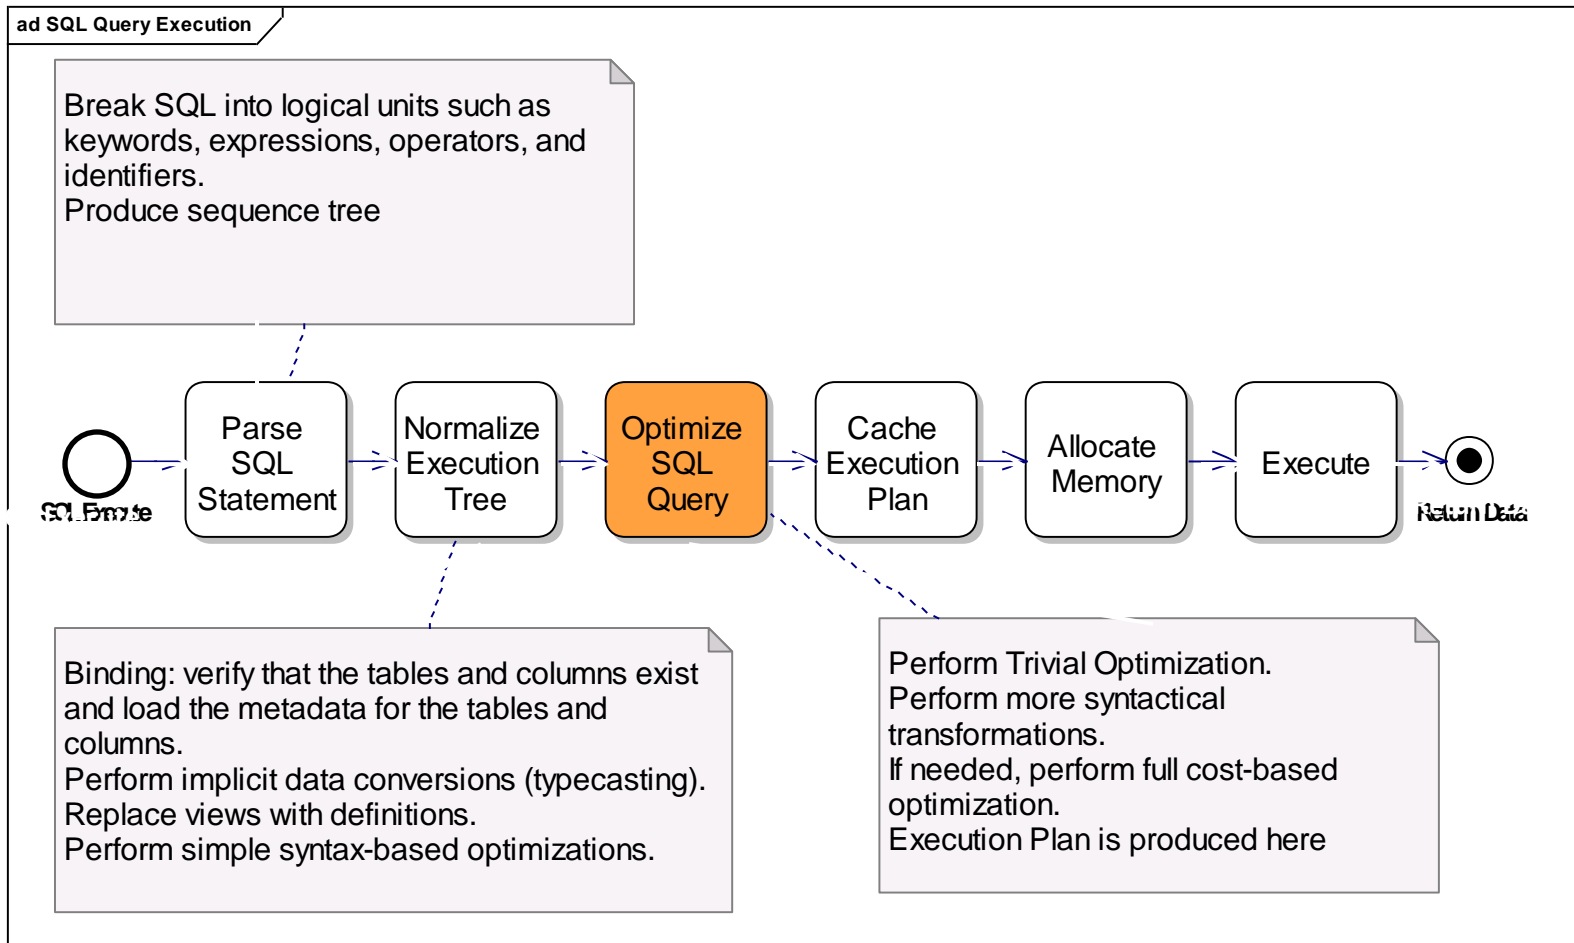 ad SQL Query Execution
Break SQL into logical units such as
keywords, expressions, operators, and
identifiers.
Produce sequence tree
Parse
SQL
Statement
Normalize
Execution
Tree
Optimize
SQL
Query
Cache
Execution
Plan
Allocate
Memory
Execute
SQL Execute
Return Data
Binding: verify that the tables and columns exist
and load the metadata for the tables and
columns.
Perform implicit data conversions (typecasting).
Replace views with definitions.
Perform simple syntax-based optimizations.
Perform Trivial Optimization.
Perform more syntactical
transformations.
If needed, perform full cost-based
optimization.
Execution Plan is produced here